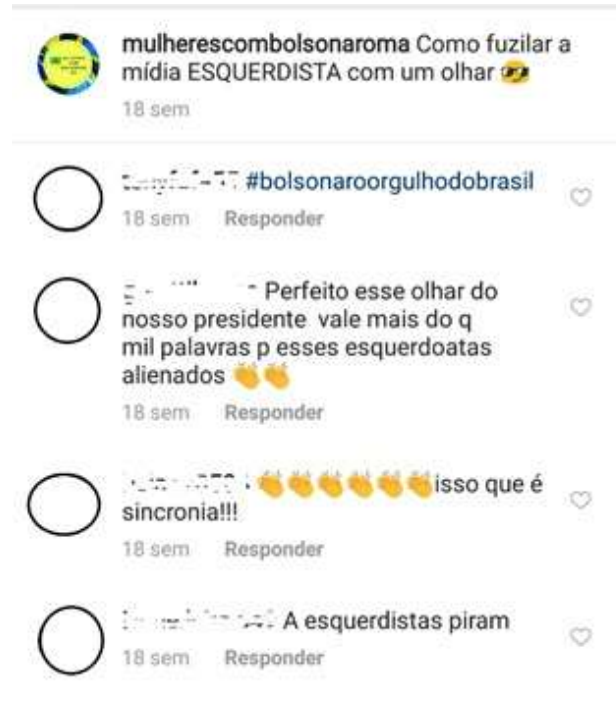 mulherescombolsonaroma Como fuzilar a
mídia ESQUERDISTA com um olhar 😎
18 sem
#bolsonaroorgulhodobrasil
18 sem Responder
Perfeito esse olhar do
nosso presidente vale mais do q
mil palavras p esses esquerdoatas
alienados 👏👏
18 sem Responder
👏👏👏👏👏👏isso que é
sincronia!!!
18 sem Responder
A esquerdistas piram
18 sem Responder